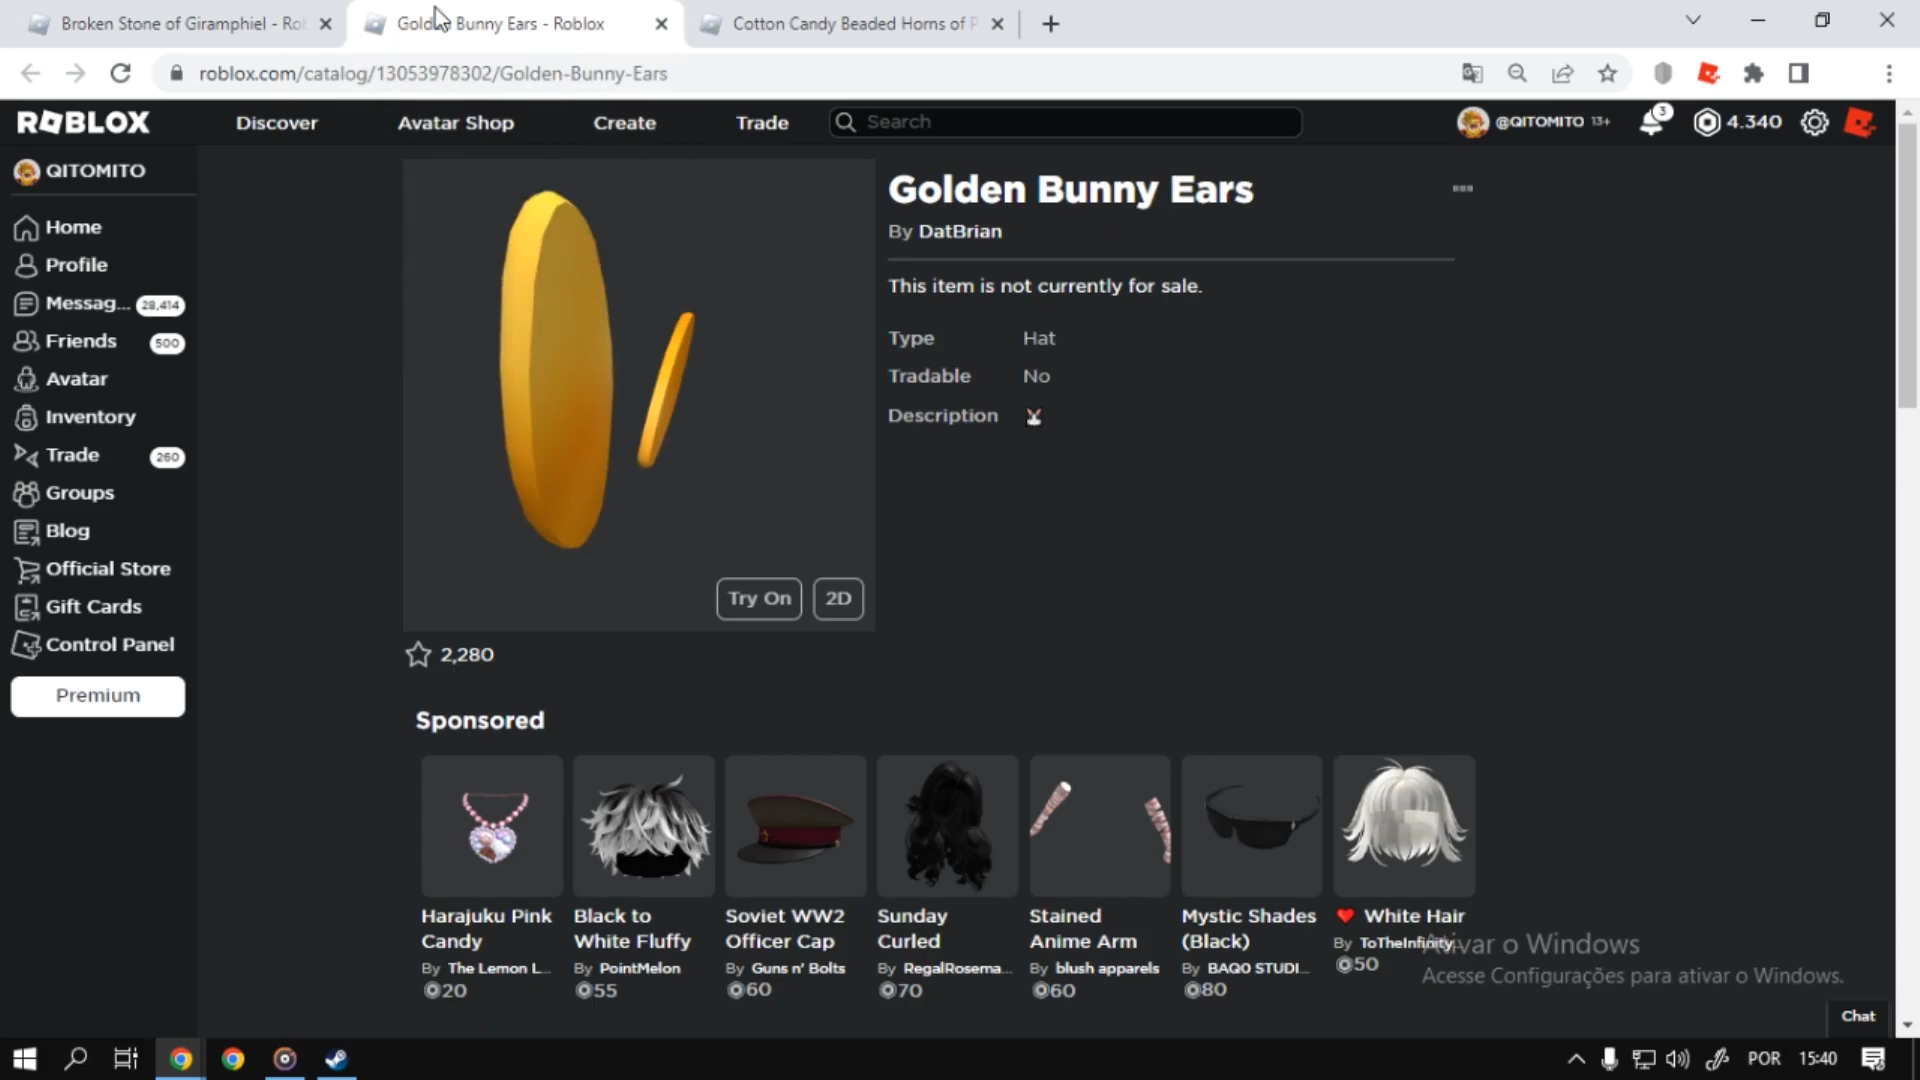 Broken Stone of Giramphiel - Ro
Golden Bunny Ears - Roblox
Cotton Candy Beaded Horns of P
roblox.com/catalog/13053978302/Golden-Bunny-Ears
ROBLOX
Discover
Avatar Shop
Create
Trade
Search
@QITOMITO 13+
3
4.340
QITOMITO
Home
Profile
Messag... 28,414
Friends 500
Avatar
Inventory
Trade 260
Groups
Blog
Official Store
Gift Cards
Control Panel
Premium
Golden Bunny Ears
By DatBrian
This item is not currently for sale.
Type Hat
Tradable No
Description
Try On
2D
2,280
Sponsored
Harajuku Pink
Candy
By The Lemon L...
20
Black to
White Fluffy
By PointMelon
55
Soviet WW2
Officer Cap
By Guns n' Bolts
60
Sunday
Curled
By RegalRosema...
70
Stained
Anime Arm
By blush apparels
60
Mystic Shades
(Black)
By BAQ0 STUDI...
80
White Hair
By ToTheInfinity
50
Ativar o Windows
Acesse Configurações para ativar o Windows.
Chat
POR
15:40